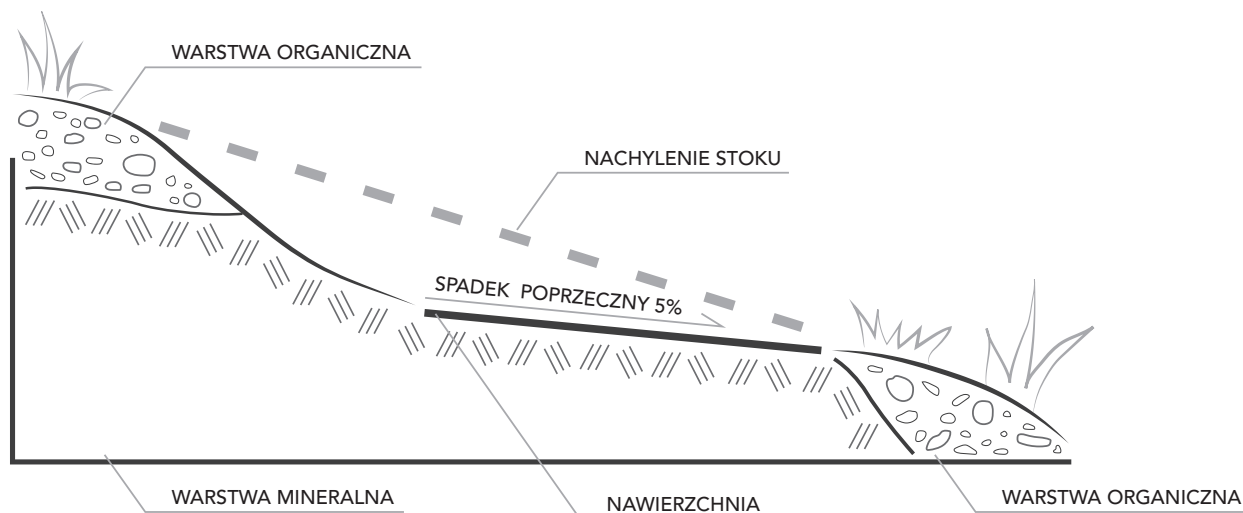 WARSTWA ORGANICZNA
NACHYLENIE STOKU
SPADEK POPRZECZNY 5%
WARSTWA MINERALNA
NAWIERZCHNIA
WARSTWA ORGANICZNA